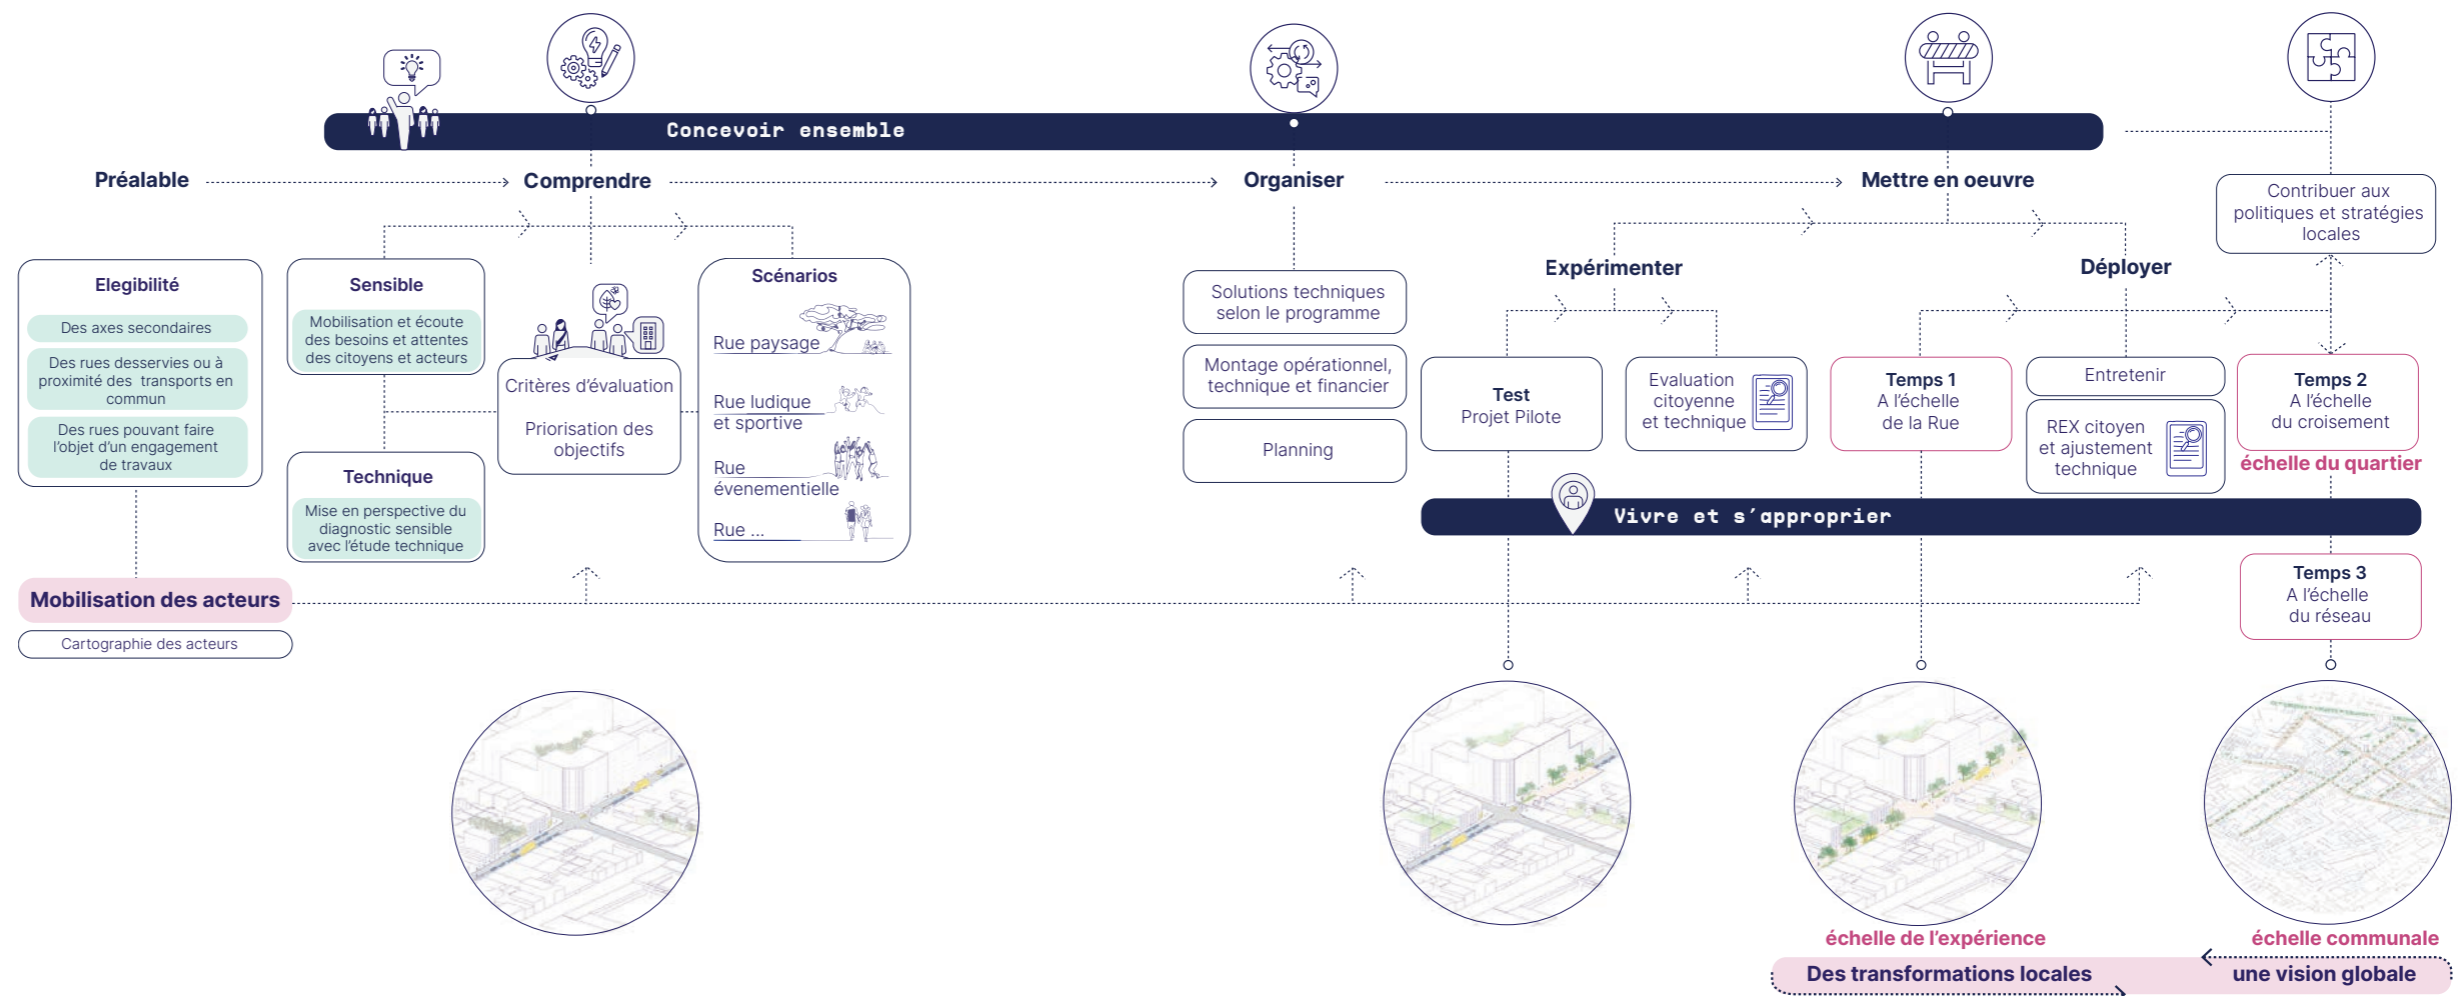 Concevoir ensemble
Préalable
Comprendre
Organiser
Mettre en oeuvre
Contribuer aux
politiques et stratégies
locales
Elegibilité
Des axes secondaires
Des rues desservies ou à
proximité des transports en
commun
Des rues pouvant faire
l'objet d'un engagement
de travaux
Mobilisation des acteurs
Cartographie des acteurs
Sensible
Mobilisation et écoute
des besoins et attentes
des citoyens et acteurs
Technique
Mise en perspective du
diagnostic sensible
avec l'étude technique
Critères d'évaluation
Priorisation des
objectifs
Scénarios
Rue paysage
Rue ludique
et sportive
Rue
évenementielle
Rue ...
Solutions techniques
selon le programme
Montage opérationnel,
technique et financier
Planning
Expérimenter
Test
Projet Pilote
Evaluation
citoyenne
et technique
Déployer
Temps 1
A l'échelle
de la Rue
Entretenir
REX citoyen
et ajustement
technique
Temps 2
A l'échelle
du croisement
échelle du quartier
Vivre et s'approprier
Temps 3
A l'échelle
du réseau
échelle de l'expérience
échelle communale
Des transformations locales
une vision globale